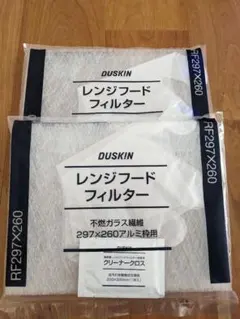 DUSKIN
レンジフード
フィルター
RF297×260
DUSKIN
レンジフード
フィルター
不燃ガラス繊維
297×260アルミ枠用
RF297×260
RF297×260
クリーナークロス